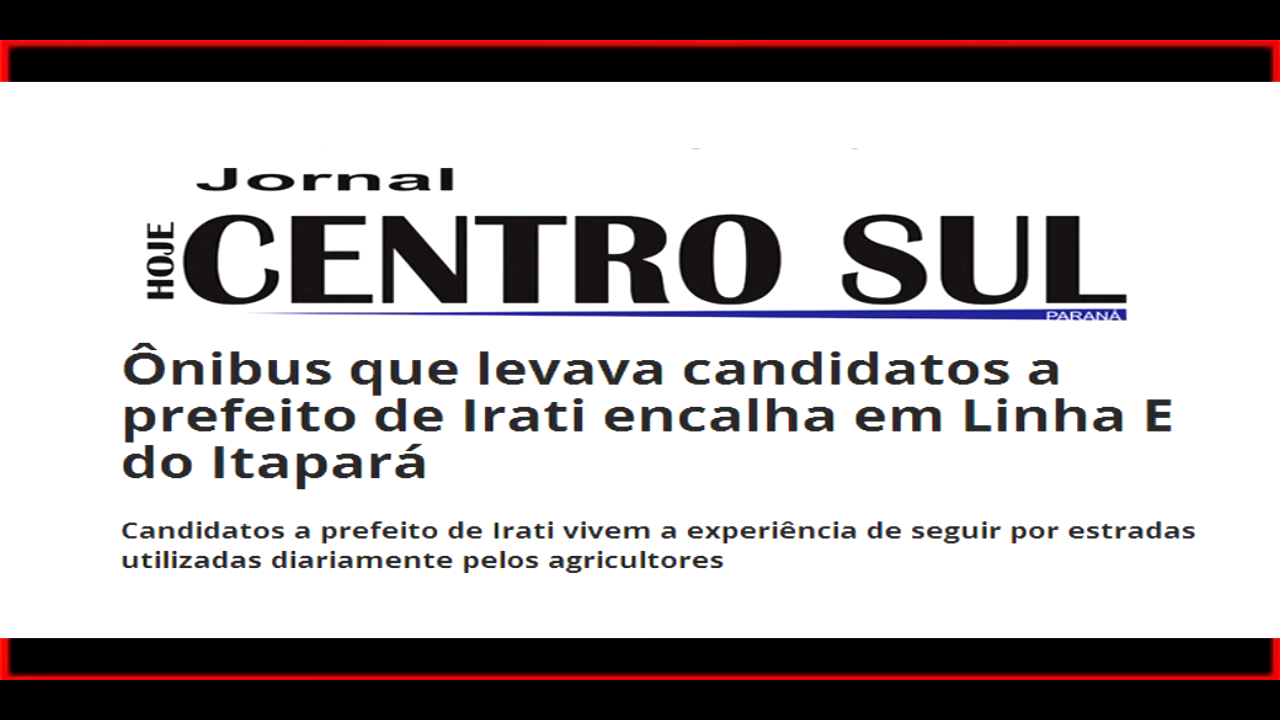 Jornal
HOJE
CENTRO SUL
PARANÁ
Ônibus que levava candidatos a
prefeito de Irati encalha em Linha E
do Itapará
Candidatos a prefeito de Irati vivem a experiência de seguir por estradas
utilizadas diariamente pelos agricultores